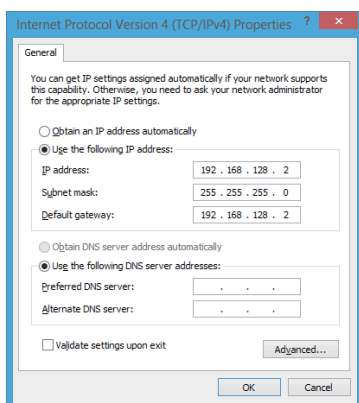 Internet Protocol Version 4 (TCP/IPv4) Properties ? ×
General
You can get IP settings assigned automatically if your network supports
this capability. Otherwise, you need to ask your network administrator
for the appropriate IP settings.
Obtain an IP address automatically
Use the following IP address:
IP address: 192 . 168 . 128 . 2
Subnet mask: 255 . 255 . 255 . 0
Default gateway: 192 . 168 . 128 . 2
Obtain DNS server address automatically
Use the following DNS server addresses:
Preferred DNS server: . . .
Alternate DNS server: . . .
Validate settings upon exit
Advanced...
OK Cancel